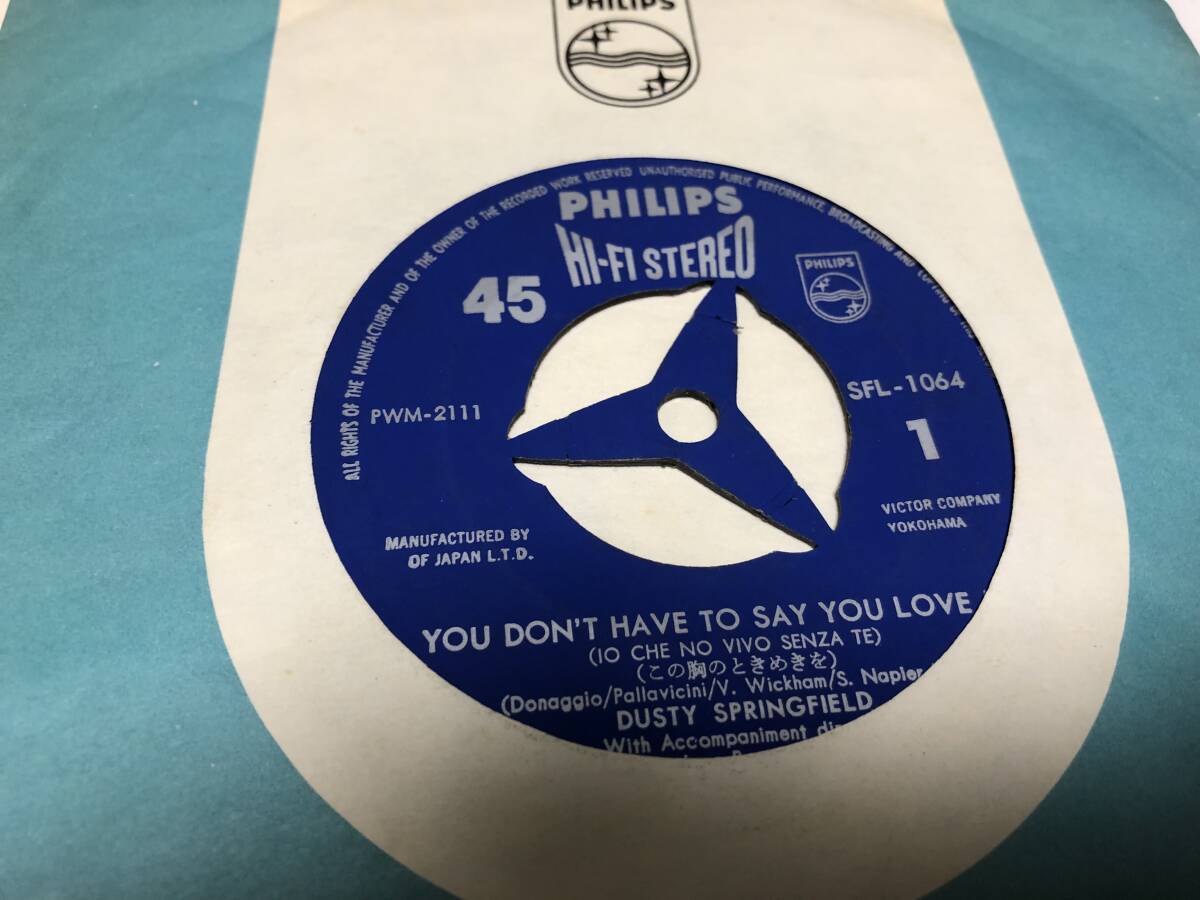 PHILIPS
ALL RIGHTS OF THE MANUFACTURER AND OF THE OWNER OF THE RECORDED WORK RESERVED UNAUTHORISED PUBLIC PERFORMANCE, BROADCASTING AND COPYING OF
PHILIPS
HI-FI STEREO
45
PHILIPS
PWM-2111
SFL-1064
1
MANUFACTURED BY
OF JAPAN L.T.D.
VICTOR COMPANY
YOKOHAMA
YOU DON'T HAVE TO SAY YOU LOVE
(IO CHE NO VIVO SENZA TE)
(この胸のときめきを)
(Donaggio/Pallavicini/V. Wickham/S. Napier
DUSTY SPRINGFIELD
With Accompaniment